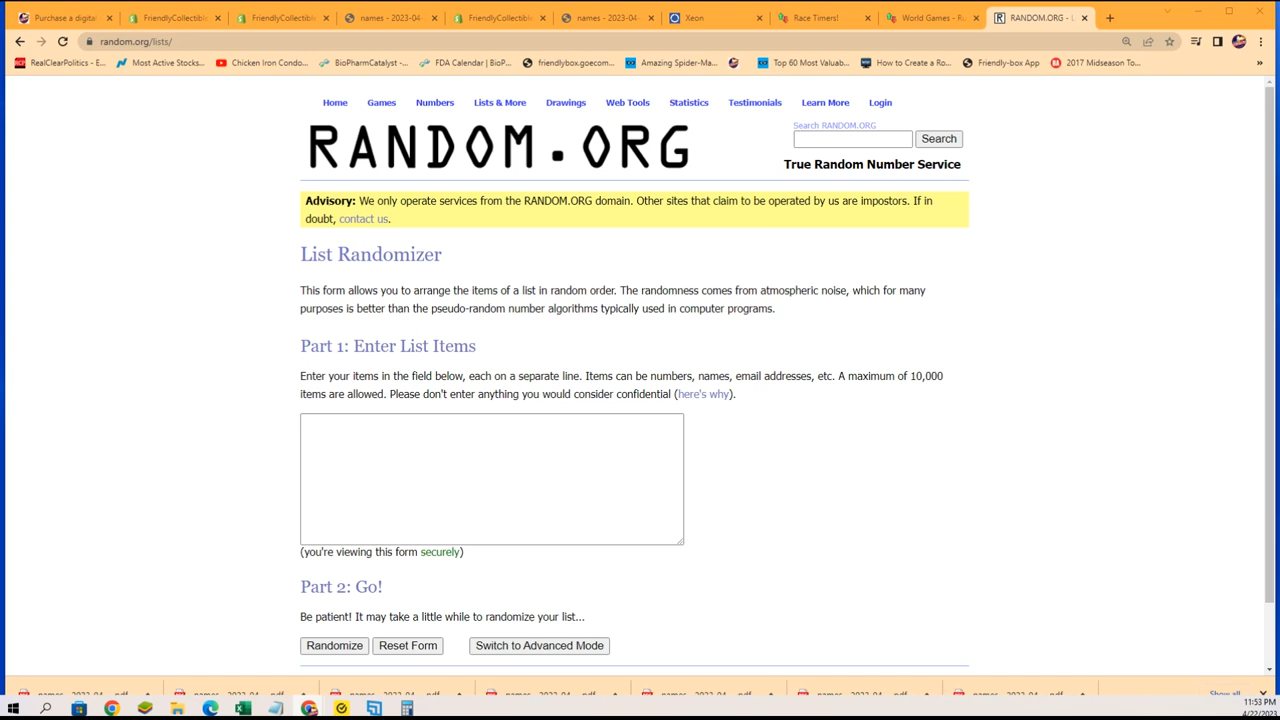 Purchase a digita
FriendlyCollectible
FriendlyCollectible
names - 2023-04-
FriendlyCollectible
names - 2023-04-
Xeon
Race Timers!
World Games - R
RANDOM.ORG - L
random.org/lists/
RealClearPolitics - E...
Most Active Stocks...
Chicken Iron Condo...
BioPharmCatalyst - ...
FDA Calendar | BioP...
friendlybox.goecom...
Amazing Spider-Ma...
Top 60 Most Valuab...
How to Create a Ro...
Friendly-box App
2017 Midseason To...
»
Home
Games
Numbers
Lists & More
Drawings
Web Tools
Statistics
Testimonials
Learn More
Login
RANDOM.ORG
Search RANDOM.ORG
Search
True Random Number Service
Advisory: We only operate services from the RANDOM.ORG domain. Other sites that claim to be operated by us are impostors. If in
doubt, contact us.
List Randomizer
This form allows you to arrange the items of a list in random order. The randomness comes from atmospheric noise, which for many
purposes is better than the pseudo-random number algorithms typically used in computer programs.
Part 1: Enter List Items
Enter your items in the field below, each on a separate line. Items can be numbers, names, email addresses, etc. A maximum of 10,000
items are allowed. Please don't enter anything you would consider confidential (here's why).
(you're viewing this form securely)
Part 2: Go!
Be patient! It may take a little while to randomize your list...
Randomize
Reset Form
Switch to Advanced Mode
Show all
11:53 PM
4/22/2023